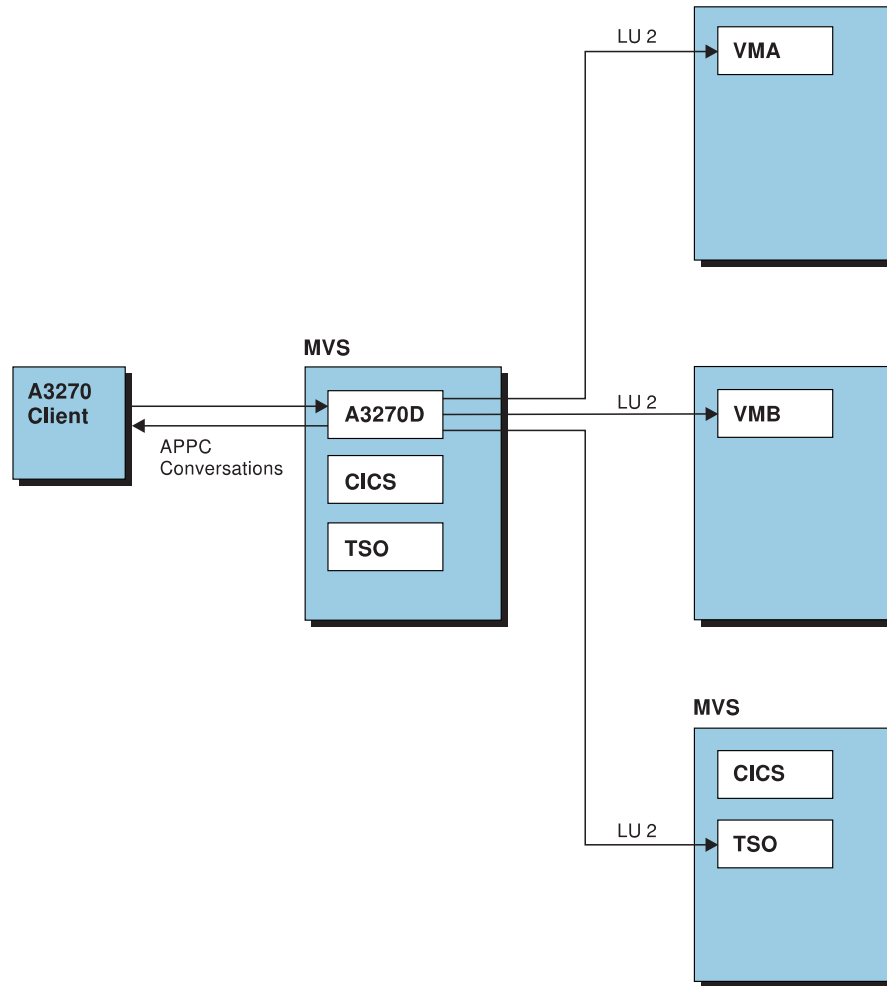 LU 2
VMA
MVS
A3270
Client
A3270D
LU 2
VMB
APPC
Conversations
CICS
TSO
MVS
CICS
LU 2
TSO